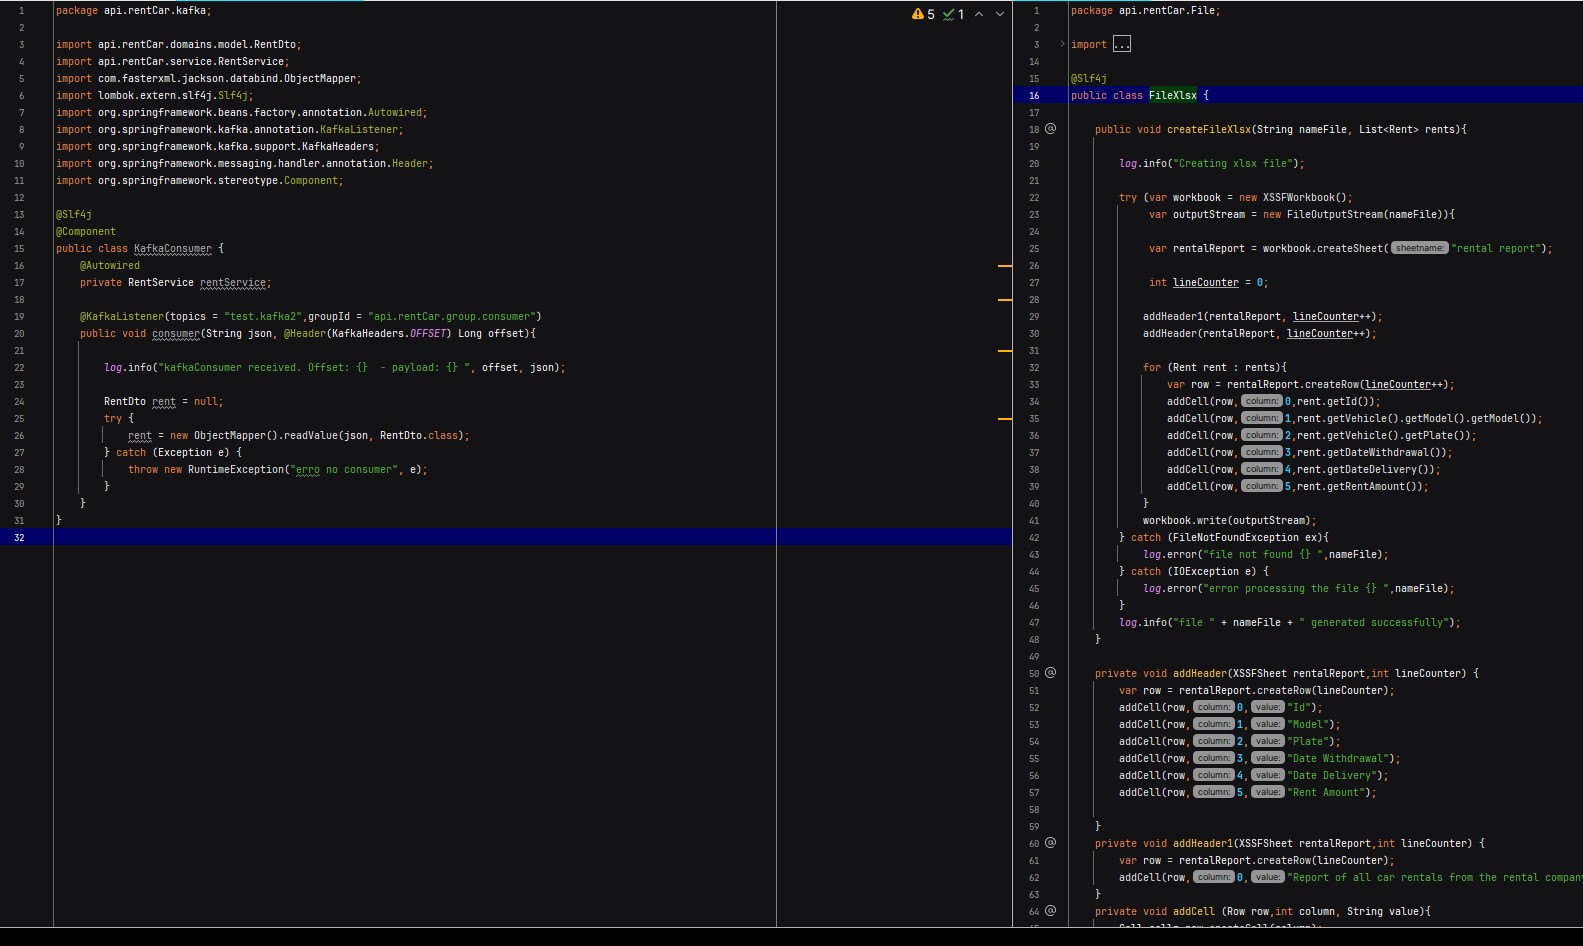 1 package api.rentCar.kafka;
2
3 import api.rentCar.domains.model.RentDto;
4 import api.rentCar.service.RentService;
5 import com.fasterxml.jackson.databind.ObjectMapper;
6 import lombok.extern.slf4j.Slf4j;
7 import org.springframework.beans.factory.annotation.Autowired;
8 import org.springframework.kafka.annotation.KafkaListener;
9 import org.springframework.kafka.support.KafkaHeaders;
10 import org.springframework.messaging.handler.annotation.Header;
11 import org.springframework.stereotype.Component;
12
13 @Slf4j
14 @Component
15 public class KafkaConsumer {
16 @Autowired
17 private RentService rentService;
18
19 @KafkaListener(topics = "test.kafka2",groupId = "api.rentCar.group.consumer")
20 public void consumer(String json, @Header(KafkaHeaders.OFFSET) Long offset){
21
22 log.info("kafkaConsumer received. Offset: {}  - payload: {} ", offset, json);
23
24 RentDto rent = null;
25 try {
26 rent = new ObjectMapper().readValue(json, RentDto.class);
27 } catch (Exception e) {
28 throw new RuntimeException("erro no consumer", e);
29 }
30 }
31 }
32
5 1
1 package api.rentCar.File;
2
3 import ...
14
15 @Slf4j
16 public class FileXlsx {
17
18 @ public void createFileXlsx(String nameFile, List<Rent> rents){
19
20 log.info("Creating xlsx file");
21
22 try (var workbook = new XSSFWorkbook();
23 var outputStream = new FileOutputStream(nameFile)){
24
25 var rentalReport = workbook.createSheet( sheetname: "rental report");
26
27 int lineCounter = 0;
28
29 addHeader1(rentalReport, lineCounter++);
30 addHeader(rentalReport, lineCounter++);
31
32 for (Rent rent : rents){
33 var row = rentalReport.createRow(lineCounter++);
34 addCell(row, column: 0,rent.getId());
35 addCell(row, column: 1,rent.getVehicle().getModel().getModel());
36 addCell(row, column: 2,rent.getVehicle().getPlate());
37 addCell(row, column: 3,rent.getDateWithdrawal());
38 addCell(row, column: 4,rent.getDateDelivery());
39 addCell(row, column: 5,rent.getRentAmount());
40 }
41 workbook.write(outputStream);
42 } catch (FileNotFoundException ex){
43 log.error("file not found {} ",nameFile);
44 } catch (IOException e) {
45 log.error("error processing the file {} ",nameFile);
46 }
47 log.info("file " + nameFile + " generated successfully");
48 }
49
50 @ private void addHeader(XSSFSheet rentalReport,int lineCounter) {
51 var row = rentalReport.createRow(lineCounter);
52 addCell(row, column: 0, value: "Id");
53 addCell(row, column: 1, value: "Model");
54 addCell(row, column: 2, value: "Plate");
55 addCell(row, column: 3, value: "Date Withdrawal");
56 addCell(row, column: 4, value: "Date Delivery");
57 addCell(row, column: 5, value: "Rent Amount");
58
59 }
60 @ private void addHeader1(XSSFSheet rentalReport,int lineCounter) {
61 var row = rentalReport.createRow(lineCounter);
62 addCell(row, column: 0, value: "Report of all car rentals from the rental company
63 }
64 @ private void addCell (Row row,int column, String value){